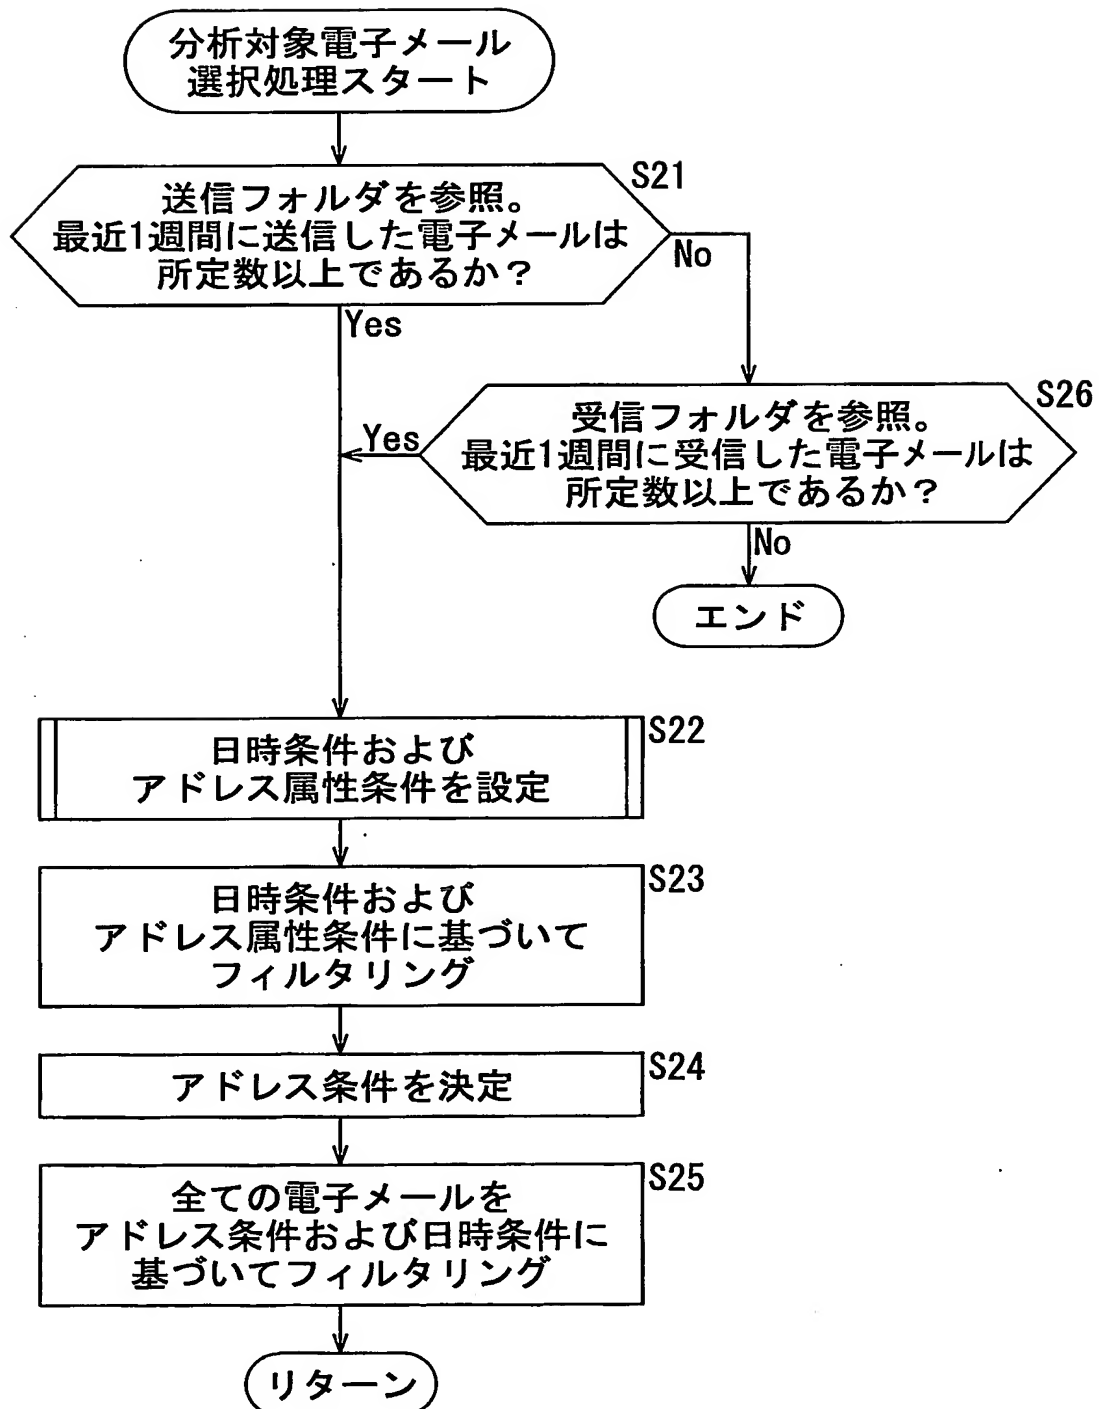 分析対象電子メール
選択処理スタート
S21
送信フォルダを参照。
最近1週間に送信した電子メールは
所定数以上であるか？
No
Yes
S26
受信フォルダを参照。
最近1週間に受信した電子メールは
所定数以上であるか？
Yes
No
エンド
S22
日時条件および
アドレス属性条件を設定
S23
日時条件および
アドレス属性条件に基づいて
フィルタリング
S24
アドレス条件を決定
S25
全ての電子メールを
アドレス条件および日時条件に
基づいてフィルタリング
リターン